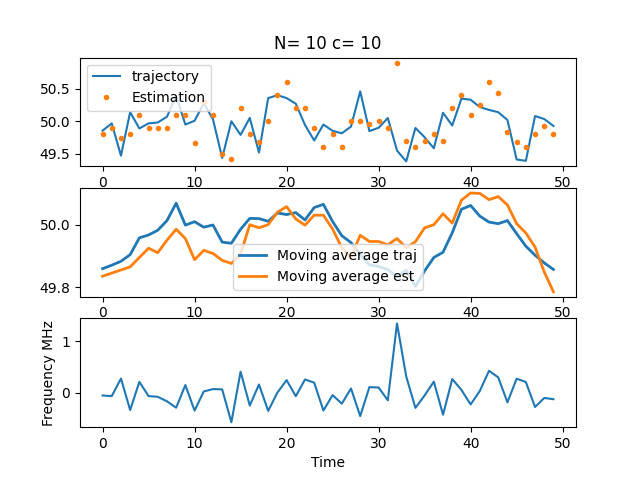 N= 10 c= 10
trajectory
Estimation
50.5
50.0
49.5
0 10 20 30 40 50
Moving average traj
Moving average est
50.0
49.8
0 10 20 30 40 50
Frequency MHz
1
0
0 10 20 30 40 50
Time